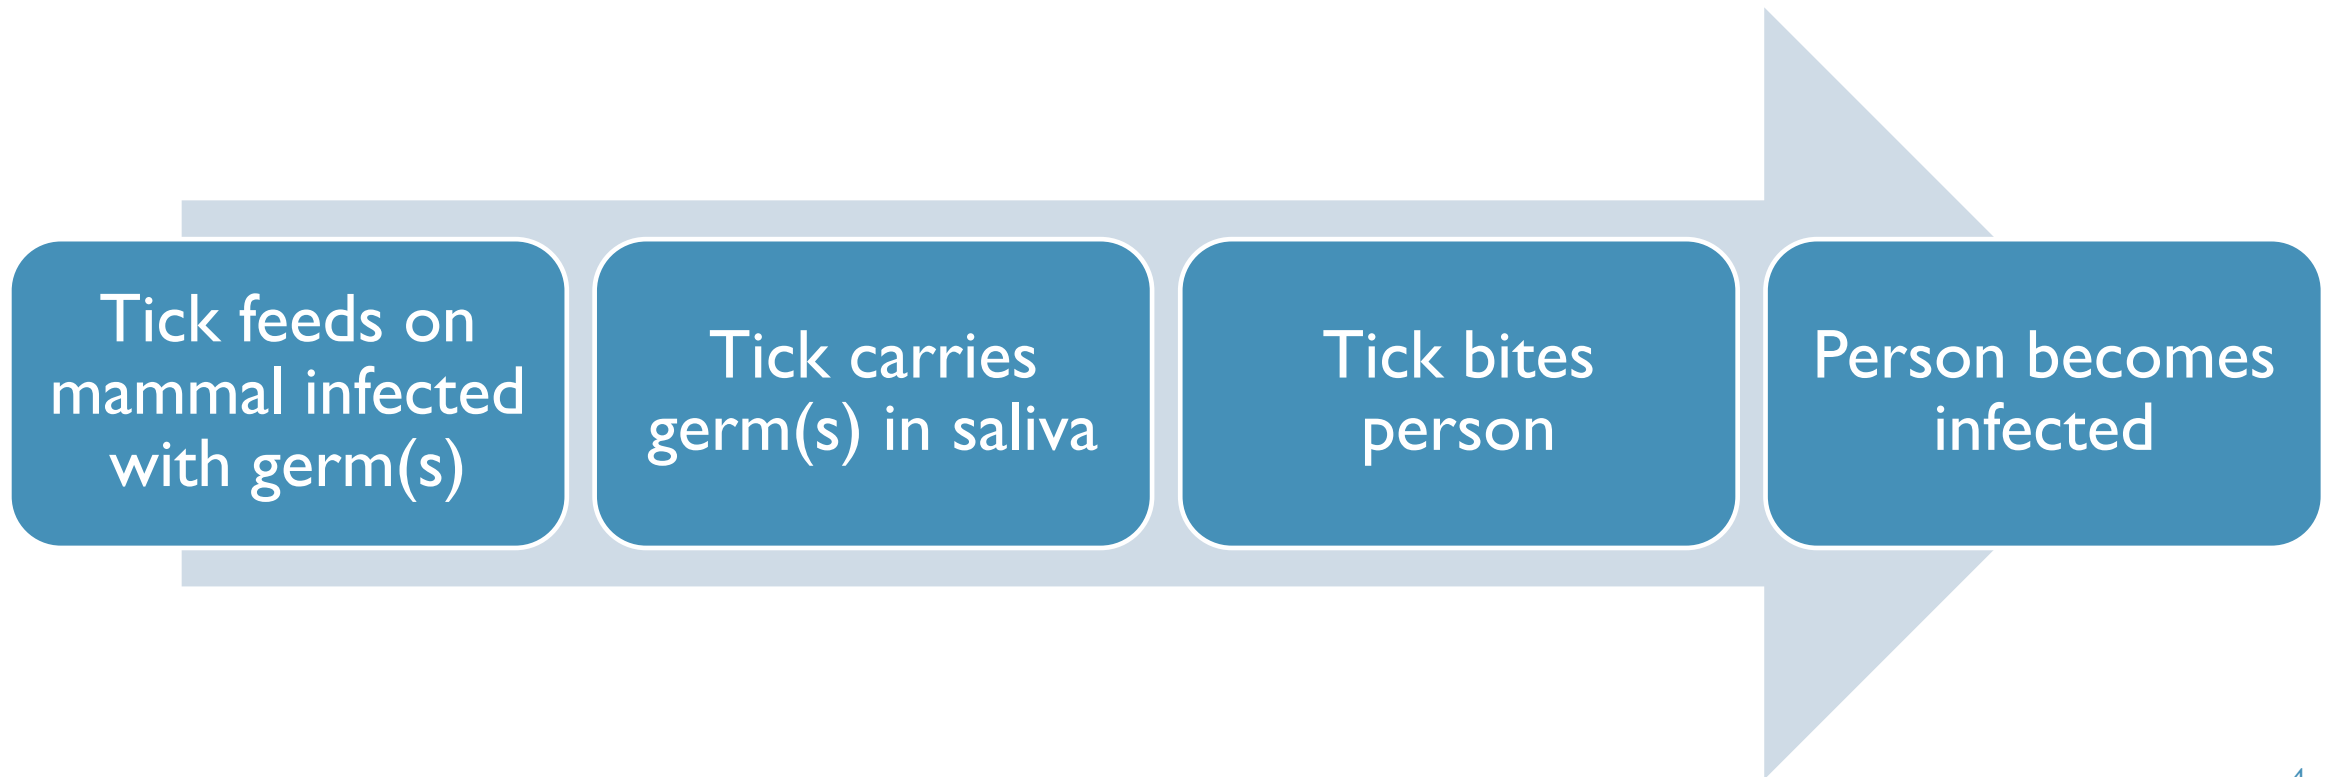 Tick feeds on
mammal infected
with germ(s)
Tick carries
germ(s) in saliva
Tick bites
person
Person becomes
infected